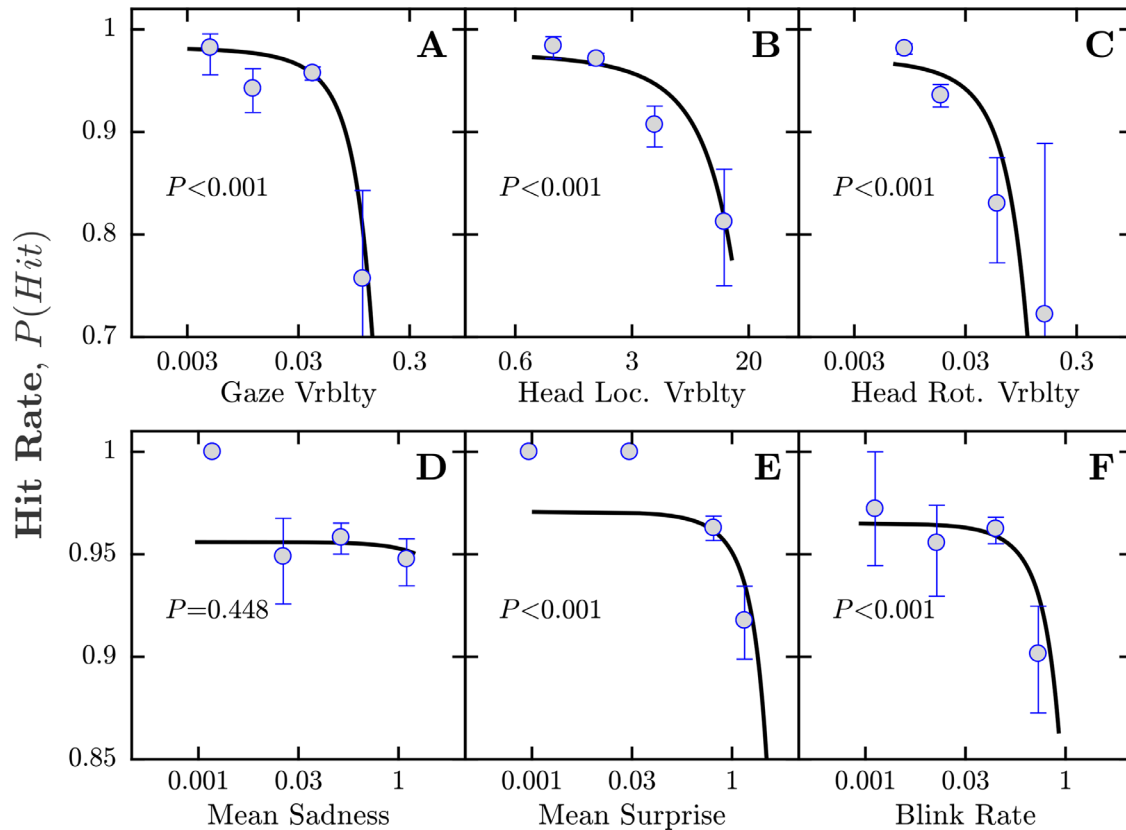 Hit Rate, P(Hit)
1
0.9
0.8
0.7
A
P<0.001
0.003 0.03 0.3
Gaze Vrblty
B
P<0.001
0.6 3 20
Head Loc. Vrblty
C
P<0.001
0.003 0.03 0.3
Head Rot. Vrblty
1
0.95
0.9
0.85
D
P=0.448
0.001 0.03 1
Mean Sadness
E
P<0.001
0.001 0.03 1
Mean Surprise
F
P<0.001
0.001 0.03 1
Blink Rate